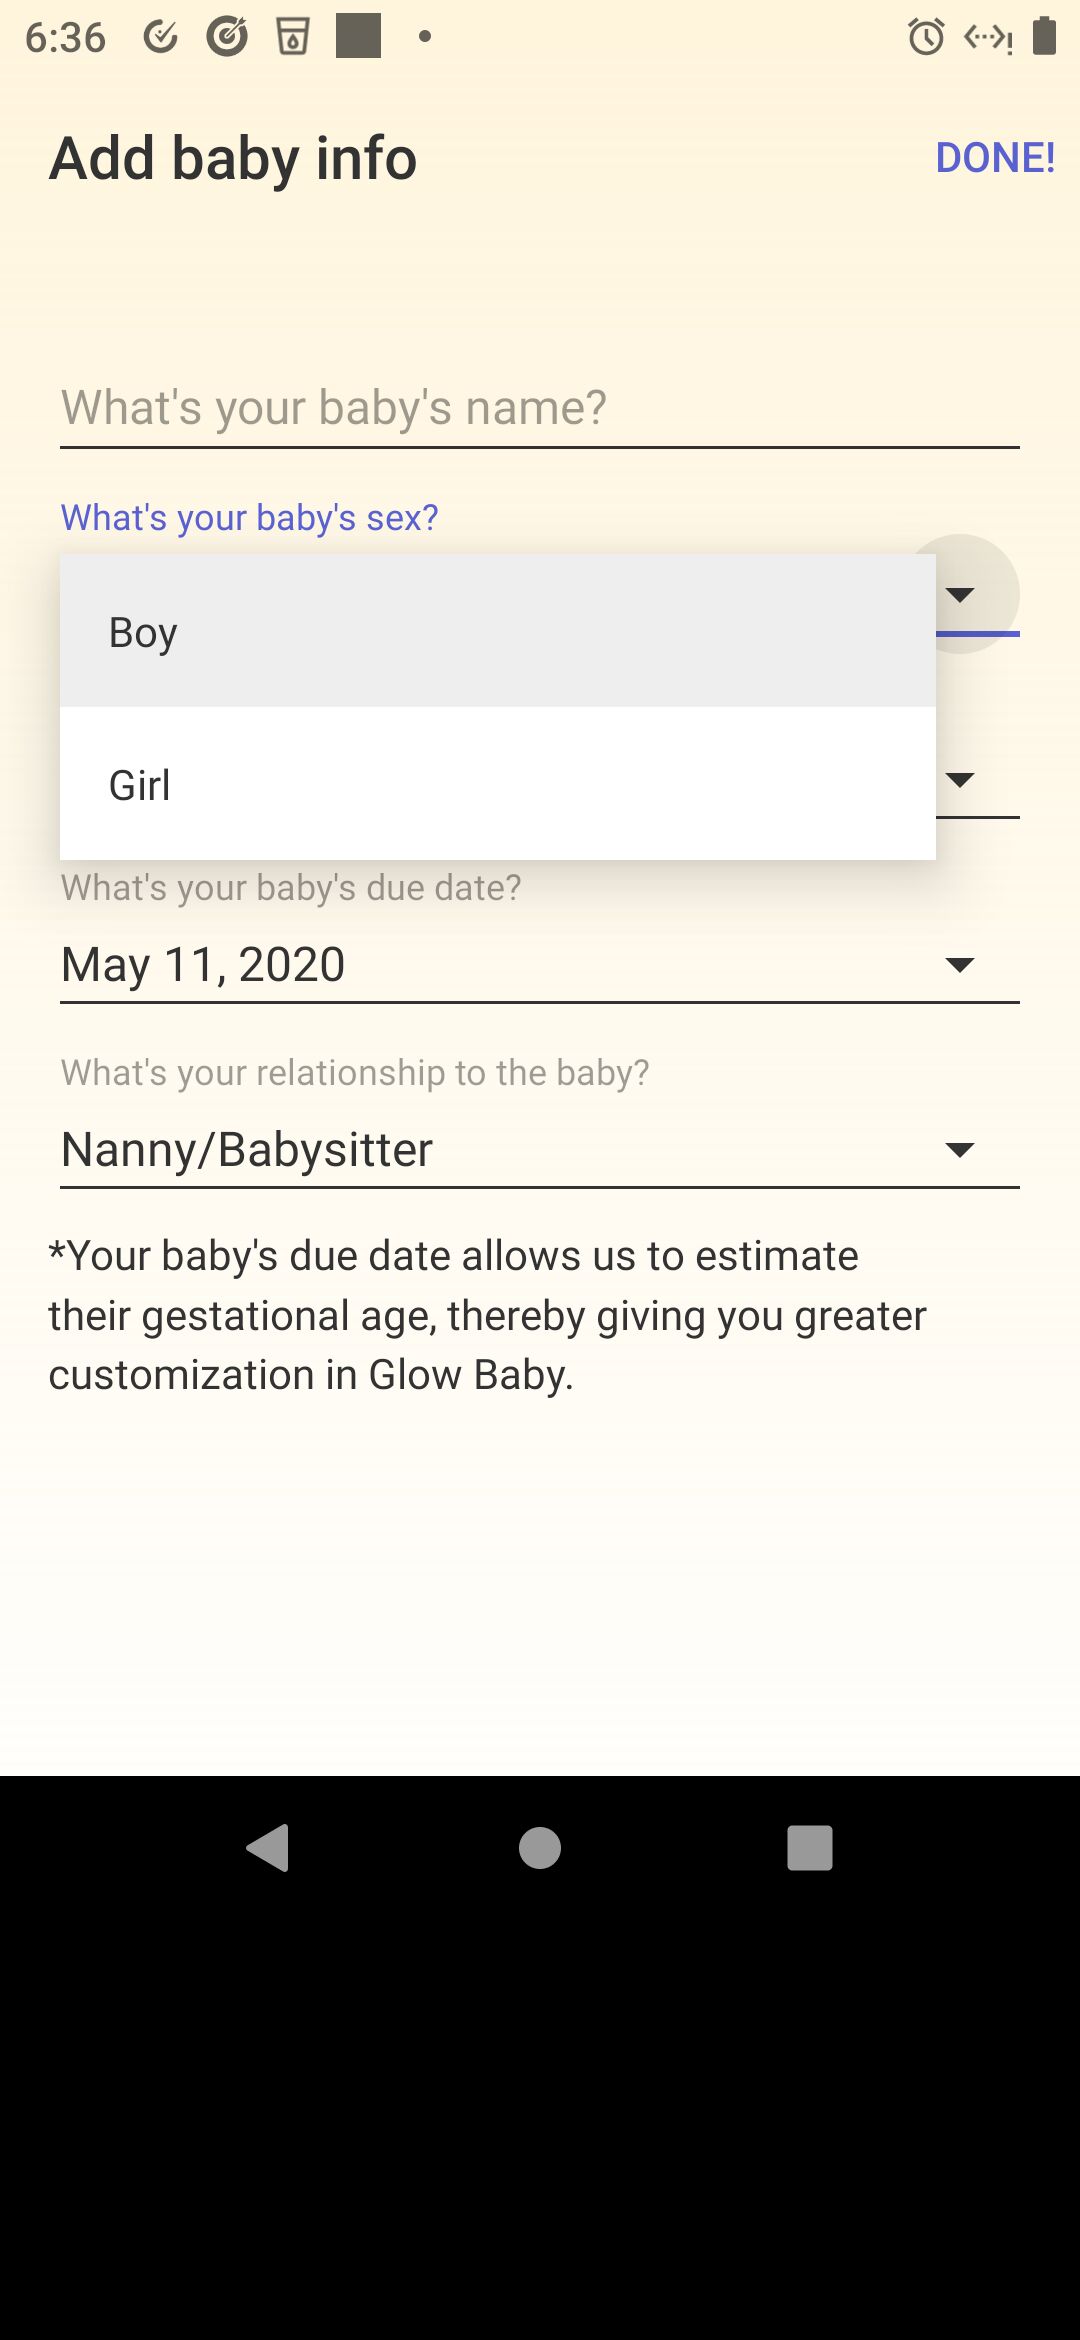 6:36
Add baby info
DONE!
What's your baby's name?
What's your baby's sex?
Boy
Girl
What's your baby's due date?
May 11, 2020
What's your relationship to the baby?
Nanny/Babysitter
*Your baby's due date allows us to estimate
their gestational age, thereby giving you greater
customization in Glow Baby.